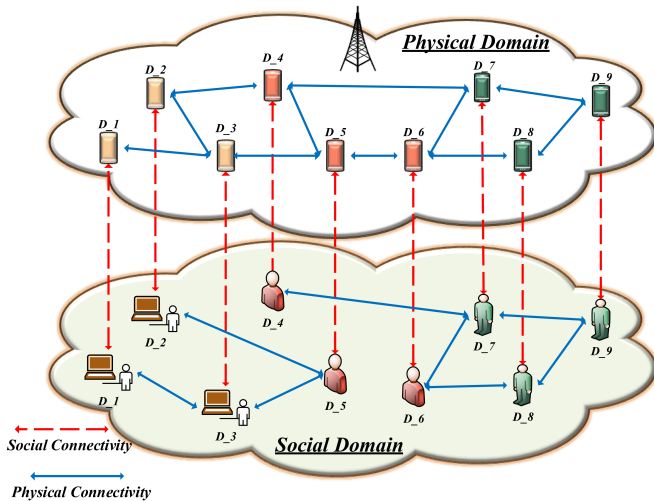 Physical Domain
D_2
D_4
D_7
D_9
D_1
D_3
D_5
D_6
D_8
D_4
D_2
D_7
D_9
D_1
D_3
D_5
D_6
D_8
Social Connectivity
Social Domain
Physical Connectivity